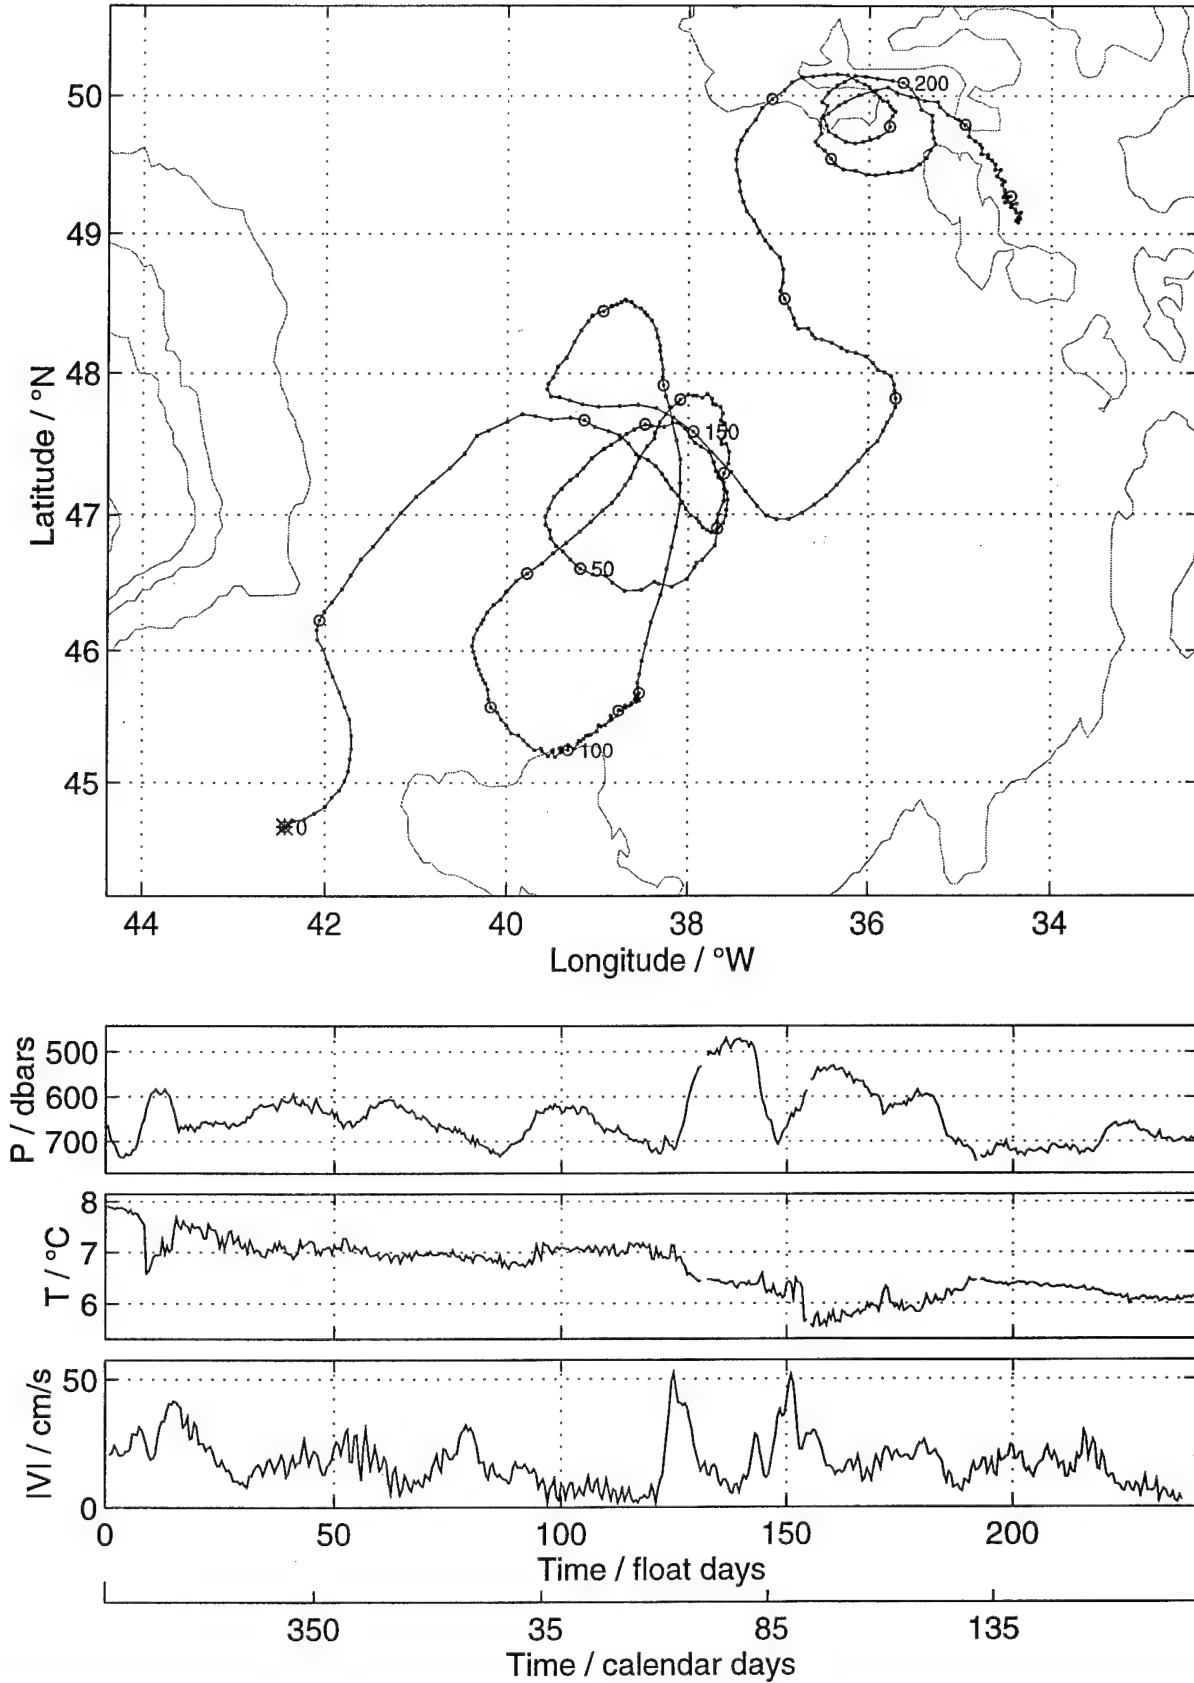 50
49
48
47
46
45
Latitude / °N
200
150
50
100
0
44 42 40 38 36 34
Longitude / °W
P / dbars
500
600
700
T / °C
8
7
6
|V| / cm/s
50
0
0 50 100 150 200
Time / float days
350 35 85 135
Time / calendar days